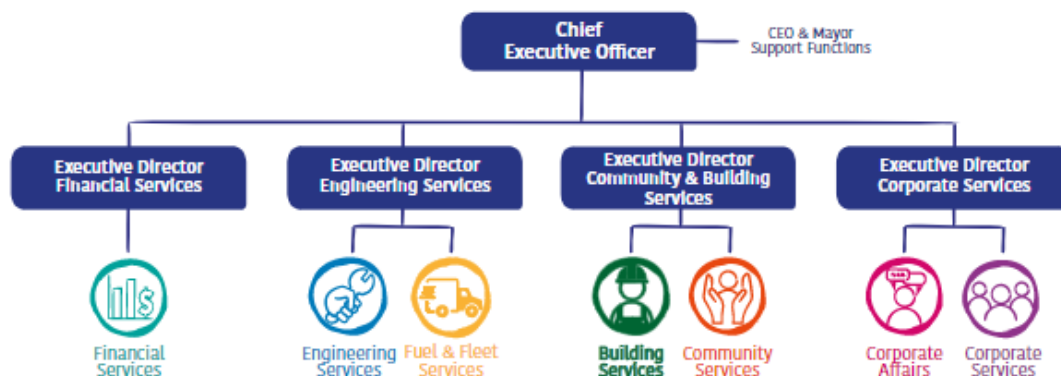 Chief
Executive Officer
CEO & Mayor
Support Functions
Executive Director
Financial Services
Executive Director
Engineering Services
Executive Director
Community & Building
Services
Executive Director
Corporate Services
Financial
Services
Engineering
Services
Fuel & Fleet
Services
Building
Services
Community
Services
Corporate
Affairs
Corporate
Services